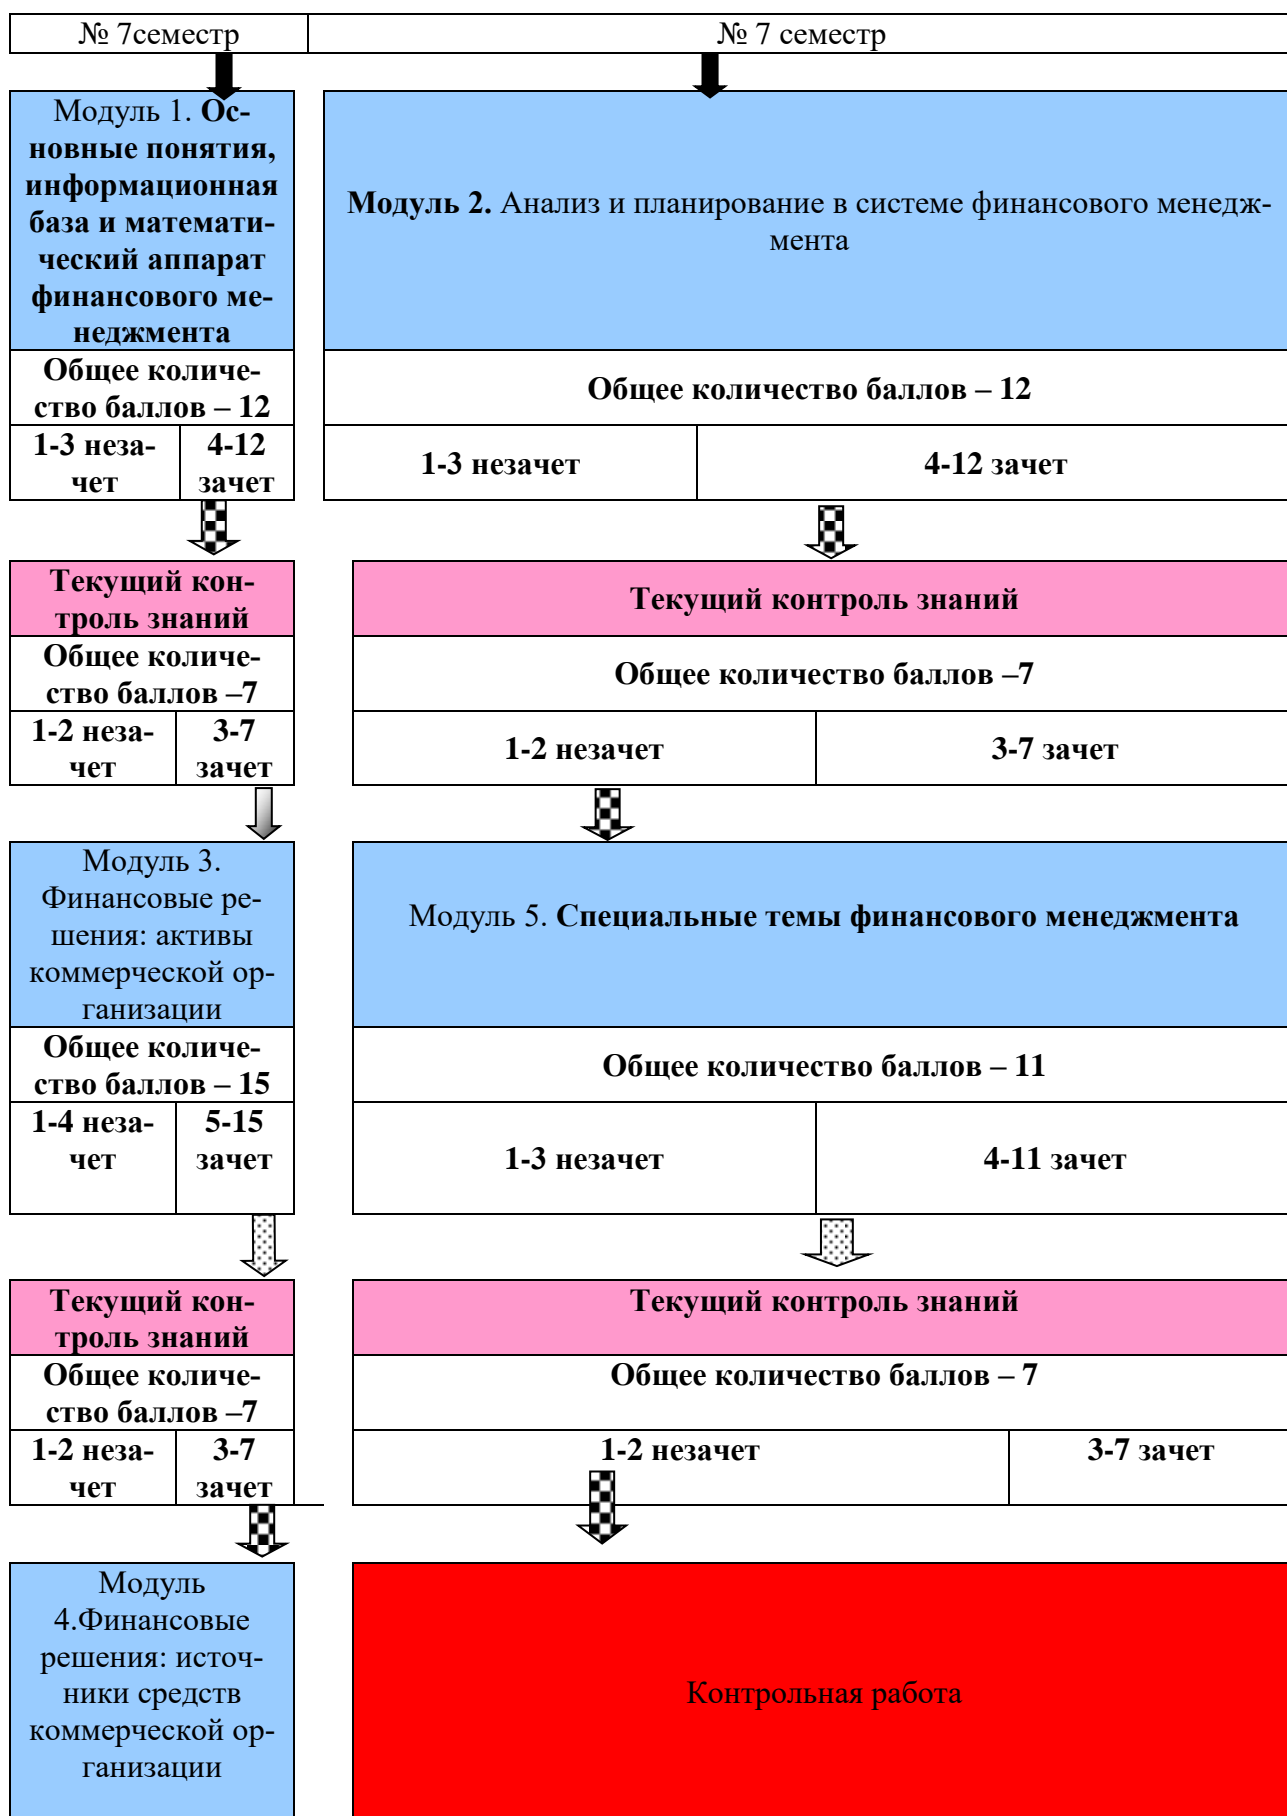 № 7семестр
№ 7 семестр
Модуль 1. Ос-
новные понятия,
информационная
база и математи-
ческий аппарат
финансового ме-
неджмента
Модуль 2. Анализ и планирование в системе финансового менедж-
мента
Общее количе-
ство баллов – 12
Общее количество баллов – 12
1-3 неза-
чет
4-12
зачет
1-3 незачет
4-12 зачет
Текущий кон-
троль знаний
Текущий контроль знаний
Общее количе-
ство баллов –7
Общее количество баллов –7
1-2 неза-
чет
3-7
зачет
1-2 незачет
3-7 зачет
Модуль 3.
Финансовые ре-
шения: активы
коммерческой ор-
ганизации
Модуль 5. Специальные темы финансового менеджмента
Общее количе-
ство баллов – 15
Общее количество баллов – 11
1-4 неза-
чет
5-15
зачет
1-3 незачет
4-11 зачет
Текущий кон-
троль знаний
Текущий контроль знаний
Общее количе-
ство баллов –7
Общее количество баллов – 7
1-2 неза-
чет
3-7
зачет
1-2 незачет
3-7 зачет
Модуль
4.Финансовые
решения: источ-
ники средств
коммерческой ор-
ганизации
Контрольная работа